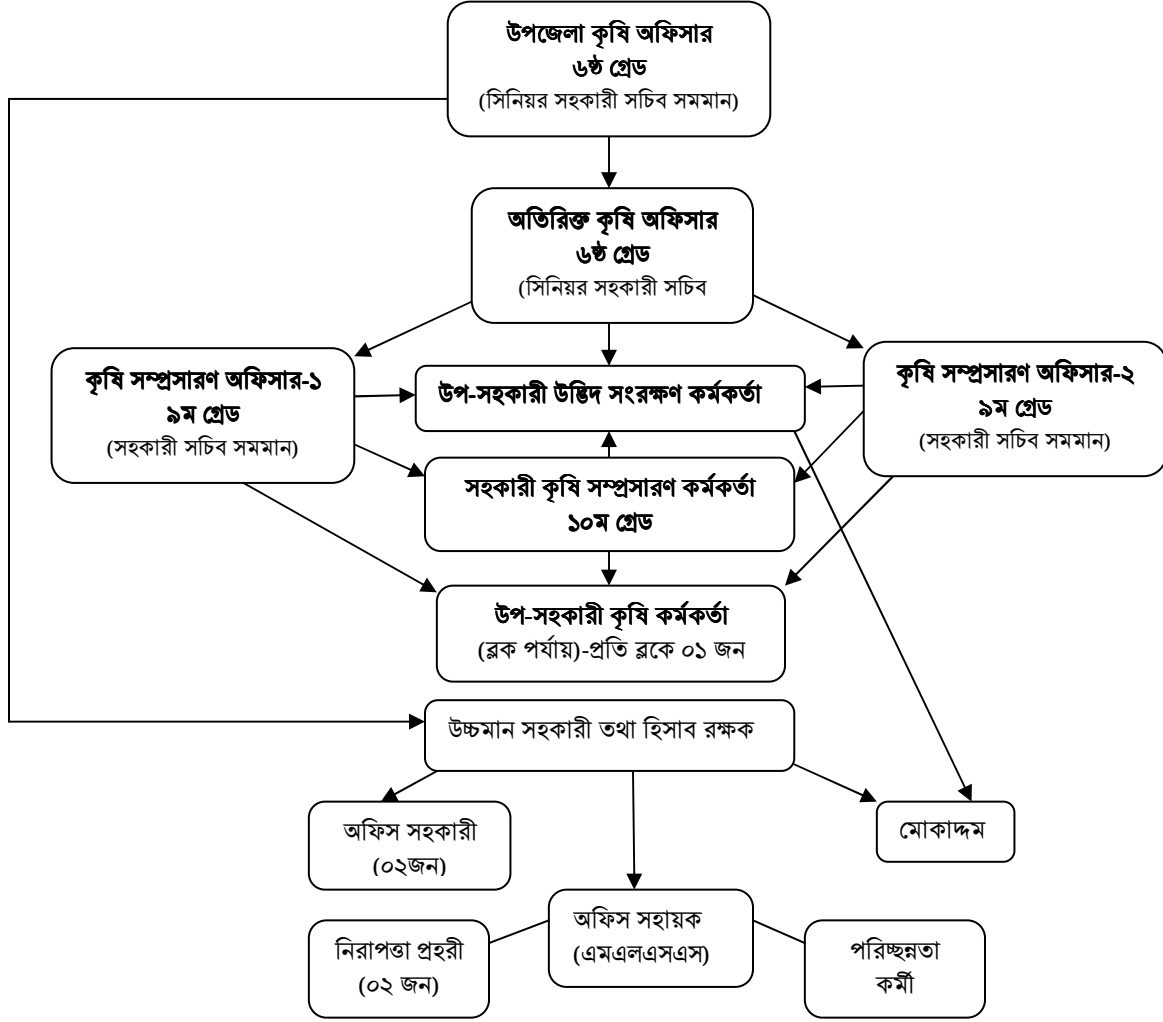 উপজেলা কৃষি অফিসার
৬ষ্ঠ গ্রেড
(সিনিয়র সহকারী সচিব সমমান)
অতিরিক্ত কৃষি অফিসার
৬ষ্ঠ গ্রেড
(সিনিয়র সহকারী সচিব
কৃষি সম্প্রসারণ অফিসার-১
৯ম গ্রেড
(সহকারী সচিব সমমান)
উপ-সহকারী উদ্ভিদ সংরক্ষণ কর্মকর্তা
কৃষি সম্প্রসারণ অফিসার-২
৯ম গ্রেড
(সহকারী সচিব সমমান)
সহকারী কৃষি সম্প্রসারণ কর্মকর্তা
১০ম গ্রেড
উপ-সহকারী কৃষি কর্মকর্তা
(ব্লক পর্যায়)-প্রতি ব্লকে ০১ জন
উচ্চমান সহকারী তথা হিসাব রক্ষক
অফিস সহকারী
(০২জন)
মোকাদ্দম
অফিস সহায়ক
(এমএলএসএস)
নিরাপত্তা প্রহরী
(০২ জন)
পরিচ্ছন্নতা
কর্মী